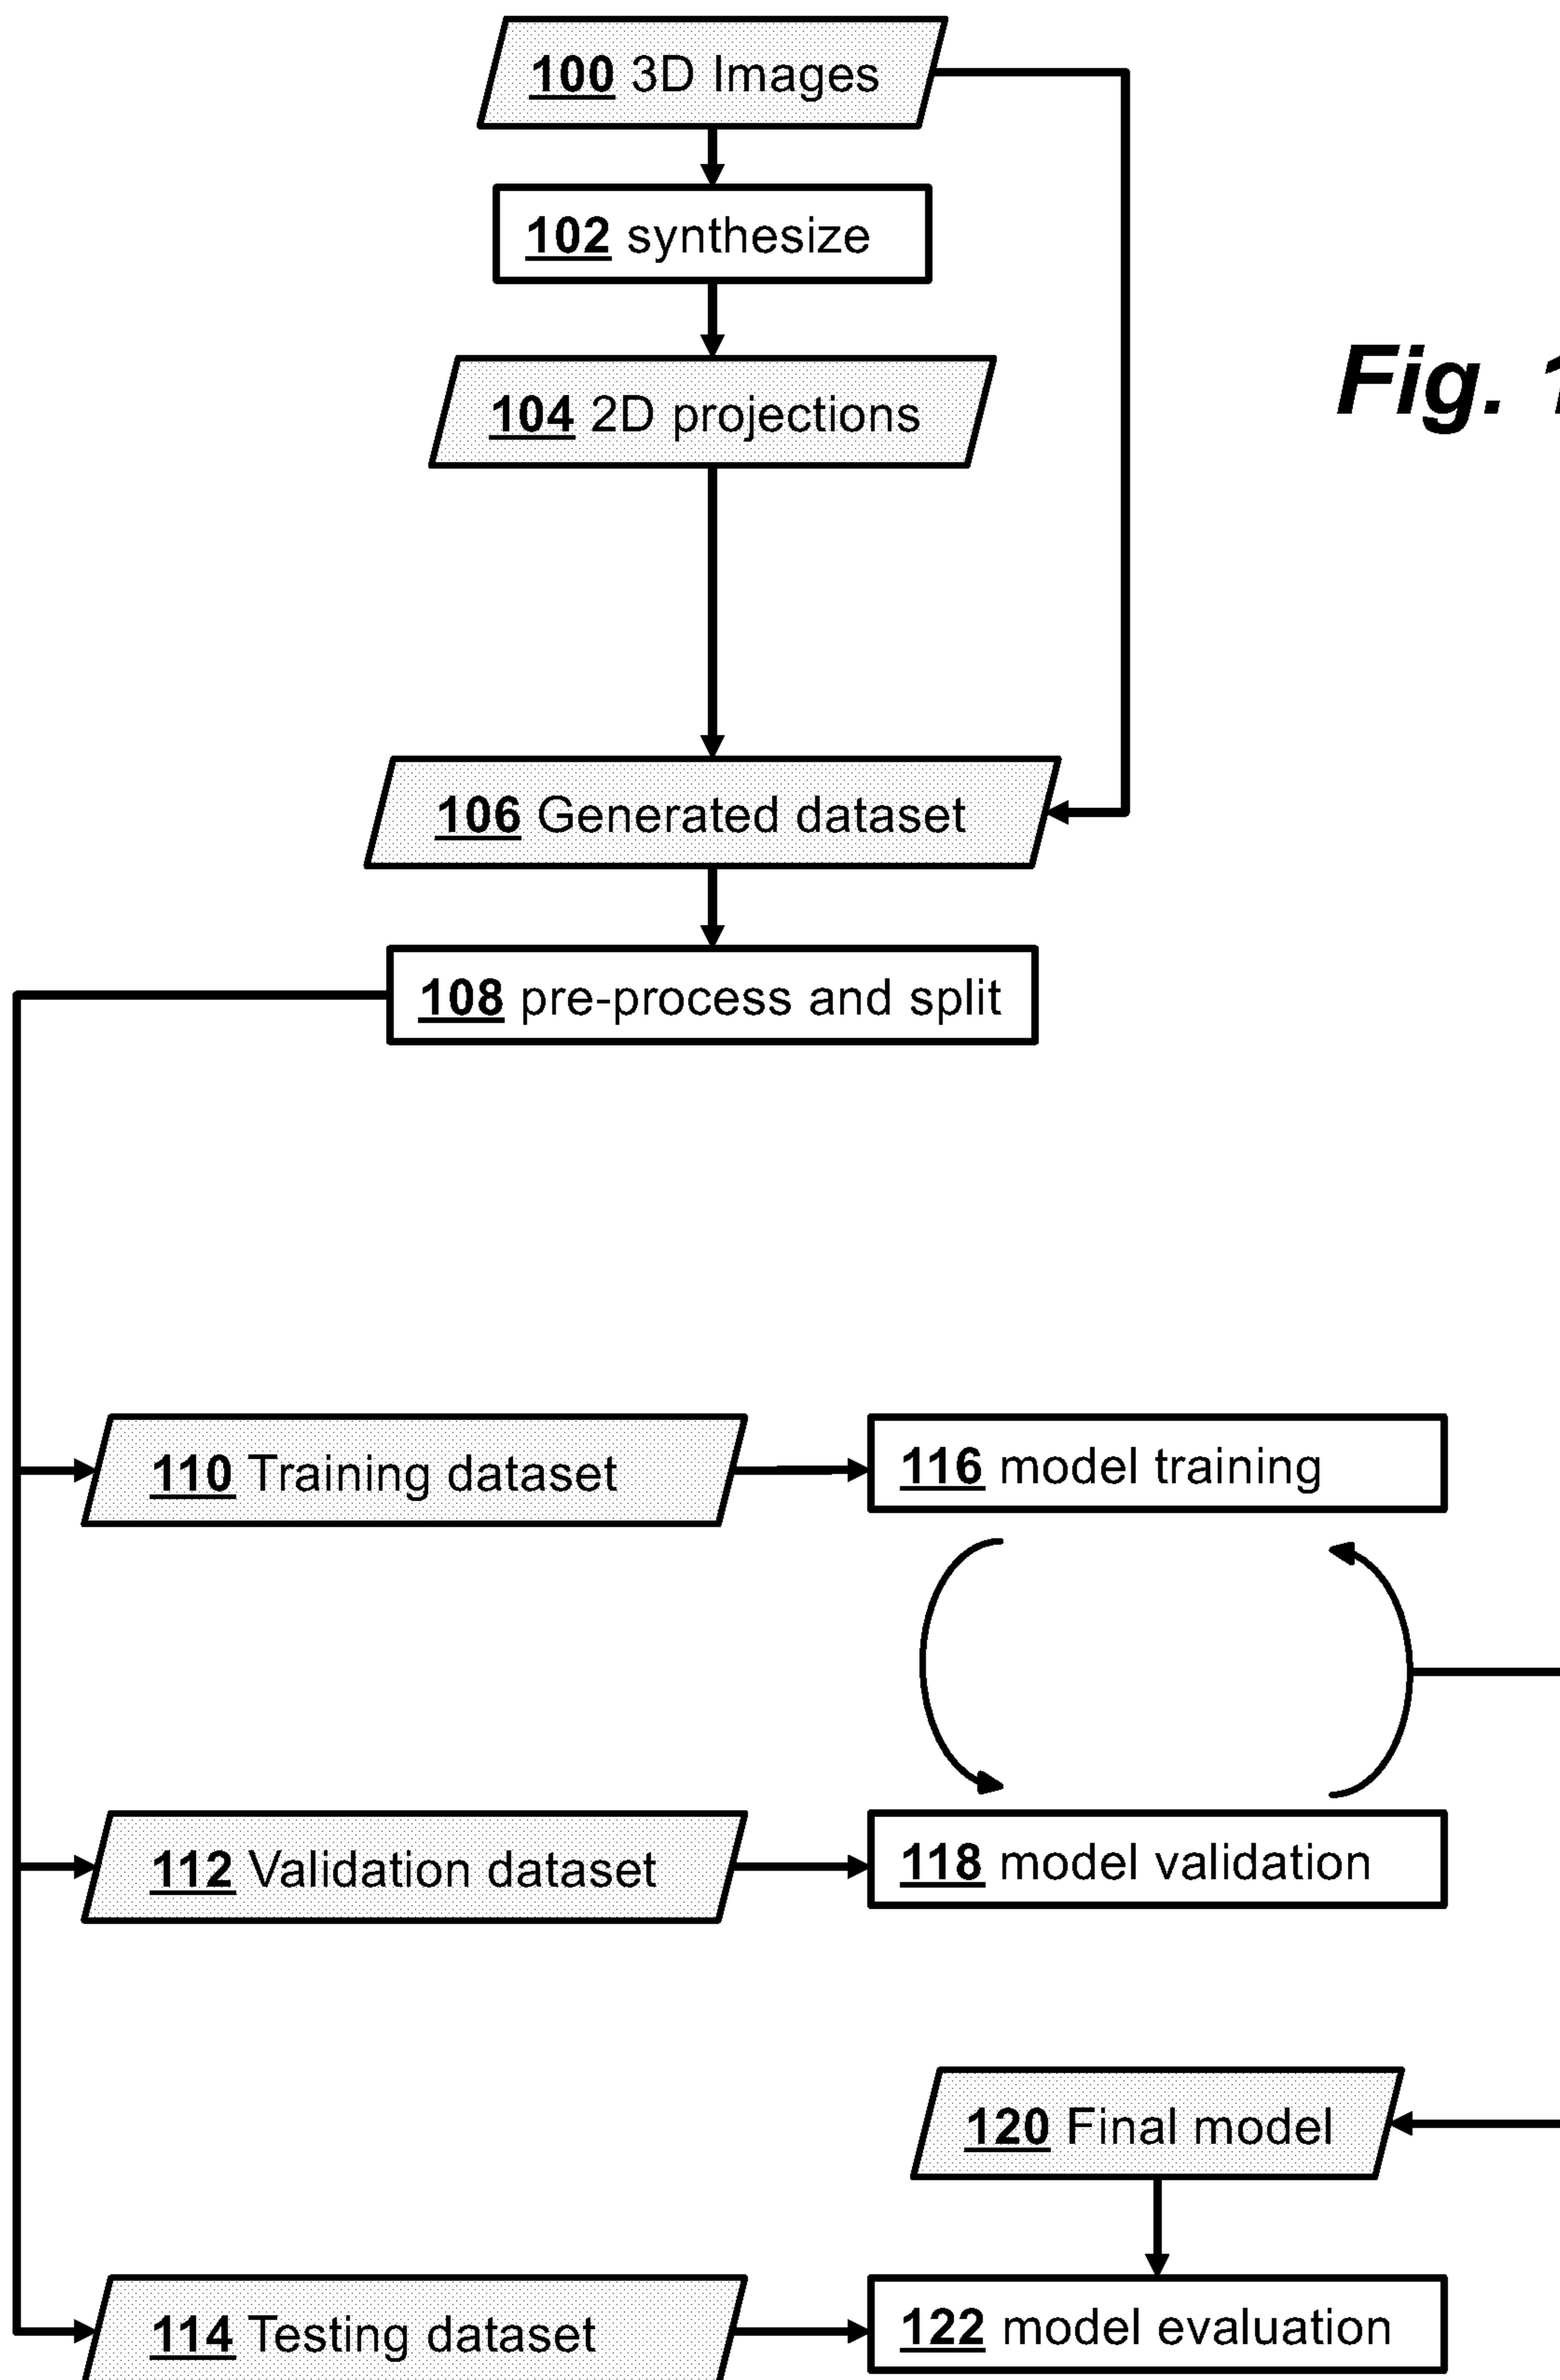 100 3D Images
102 synthesize
104 2D projections
Fig. 1
106 Generated dataset
108 pre-process and split
110 Training dataset
116 model training
112 Validation dataset
118 model validation
120 Final model
114 Testing dataset
122 model evaluation